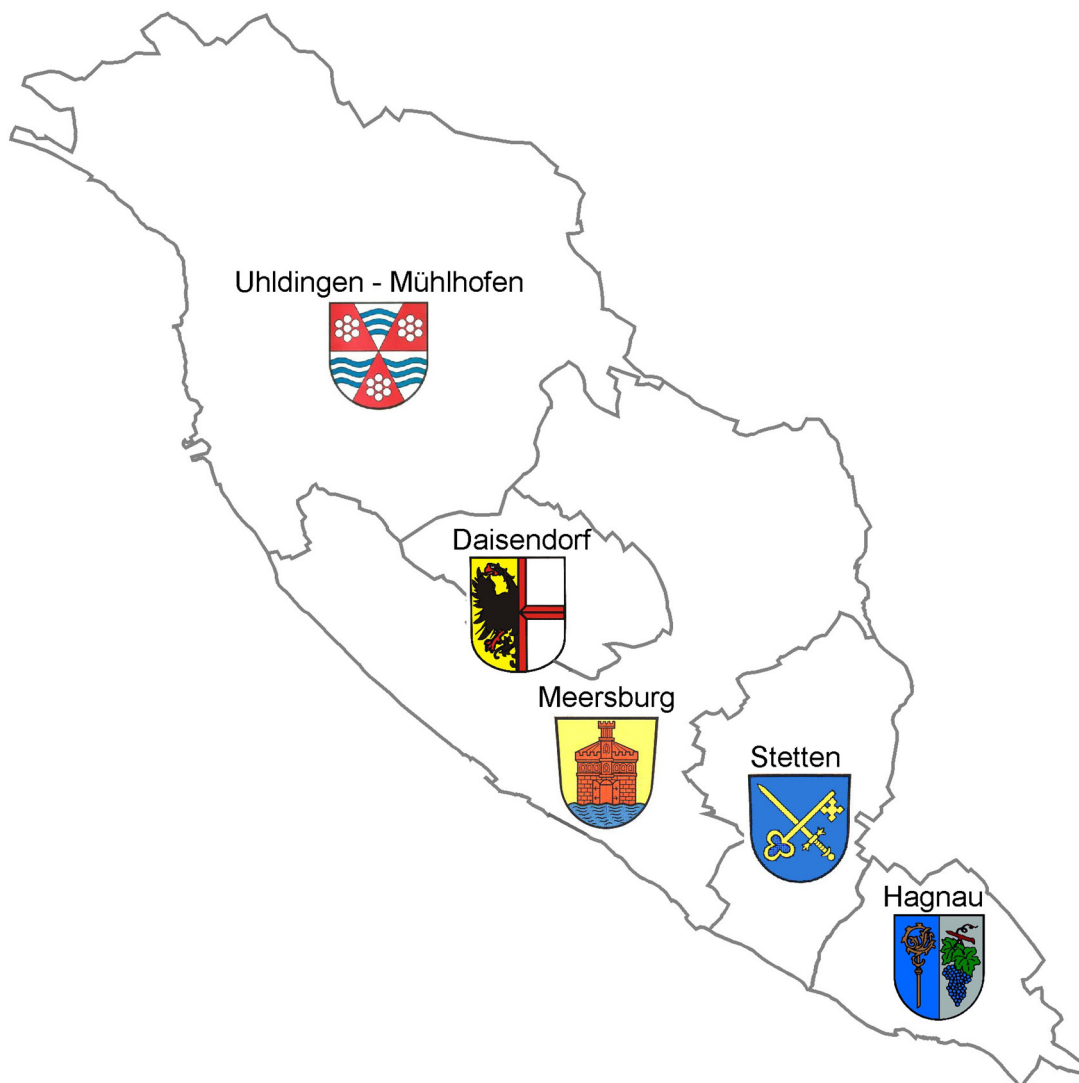 Uhldingen - Mühlhofen
Daisendorf
Meersburg
Stetten
Hagnau